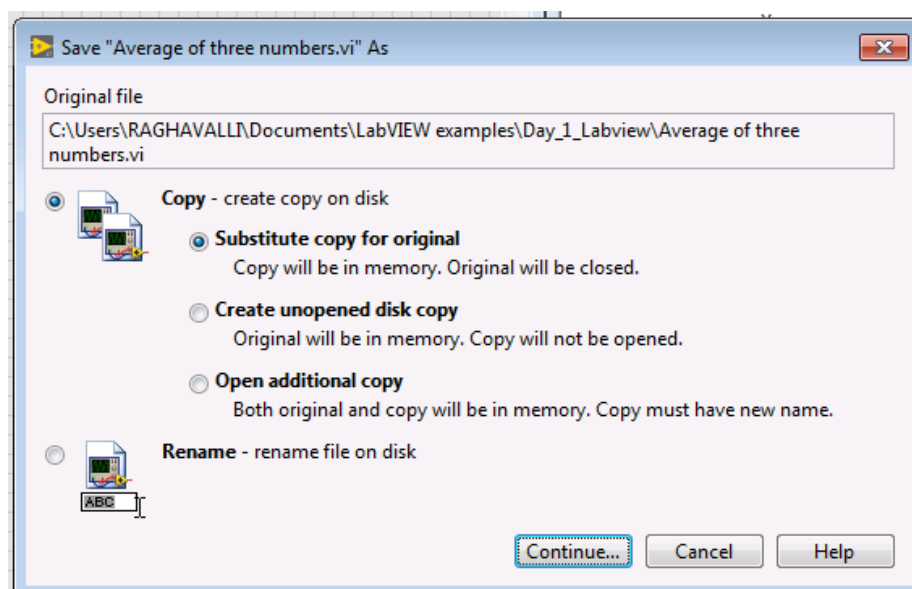 Save "Average of three numbers.vi" As
Original file
C:\Users\RAGHAVALLI\Documents\LabVIEW examples\Day_1_Labview\Average of three
numbers.vi
Copy - create copy on disk
Substitute copy for original
Copy will be in memory. Original will be closed.
Create unopened disk copy
Original will be in memory. Copy will not be opened.
Open additional copy
Both original and copy will be in memory. Copy must have new name.
Rename - rename file on disk
ABC
Continue... Cancel Help